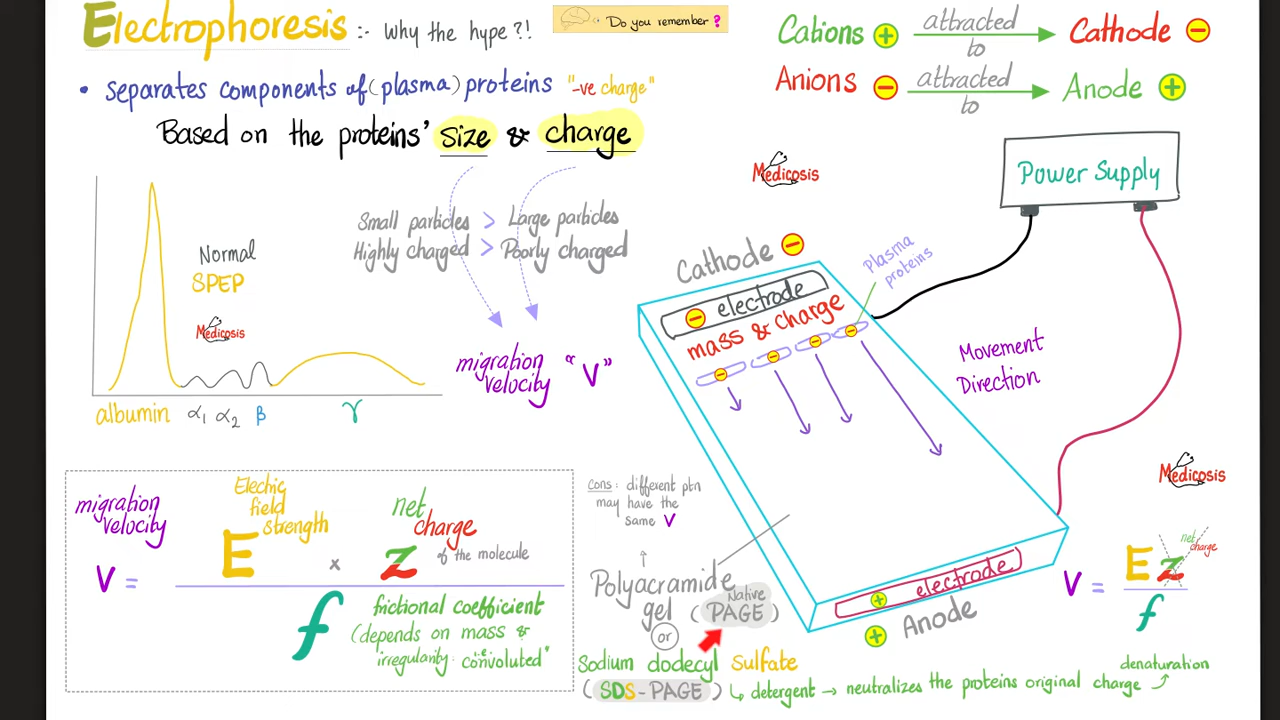 Electrophoresis :- Why the hype?!
Do you remember?
• separates components of (plasma) proteins "-ve charge"
Based on the proteins' size & charge
Cations + attracted to Cathode -
Anions - attracted to Anode +
Small particles > Large particles
Highly charged > Poorly charged
migration velocity "V"
Normal
SPEP
Medicosis
albumin α1 α2 β γ
Medicosis
Power Supply
Cathode -
- electrode
mass & charge
Plasma
proteins
- - - -
Movement
Direction
Medicosis
+ electrode
+ Anode
migration
velocity
V =
Electric
field
strength
E
x
net
charge
Z of the molecule
f
frictional coefficient
(depends on mass &
irregularity "convoluted"
Cons: different ptn
may have the
same V
Polyacramide
gel (Native PAGE)
or
Sodium dodecyl sulfate
(SDS-PAGE) detergent → neutralizes the proteins original charge
denaturation
V = E Z
net
charge
f